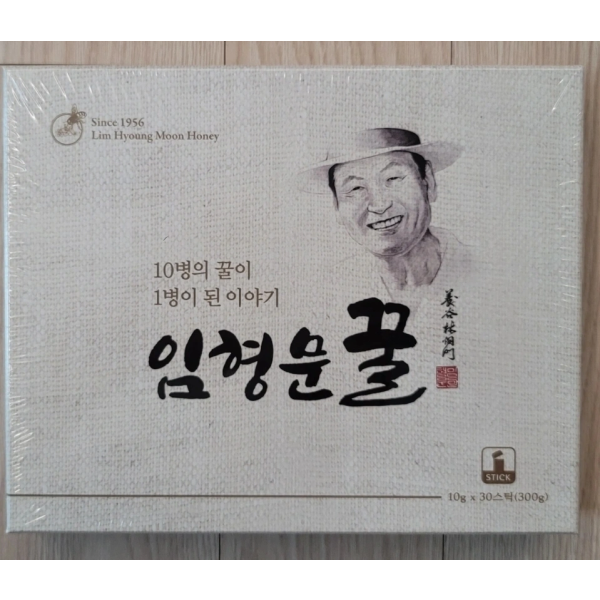 Since 1956
Lim Hyoung Moon Honey
10병의 꿀이
1병이 된 이야기
임형문꿀
STICK
10g x 30스틱(300g)